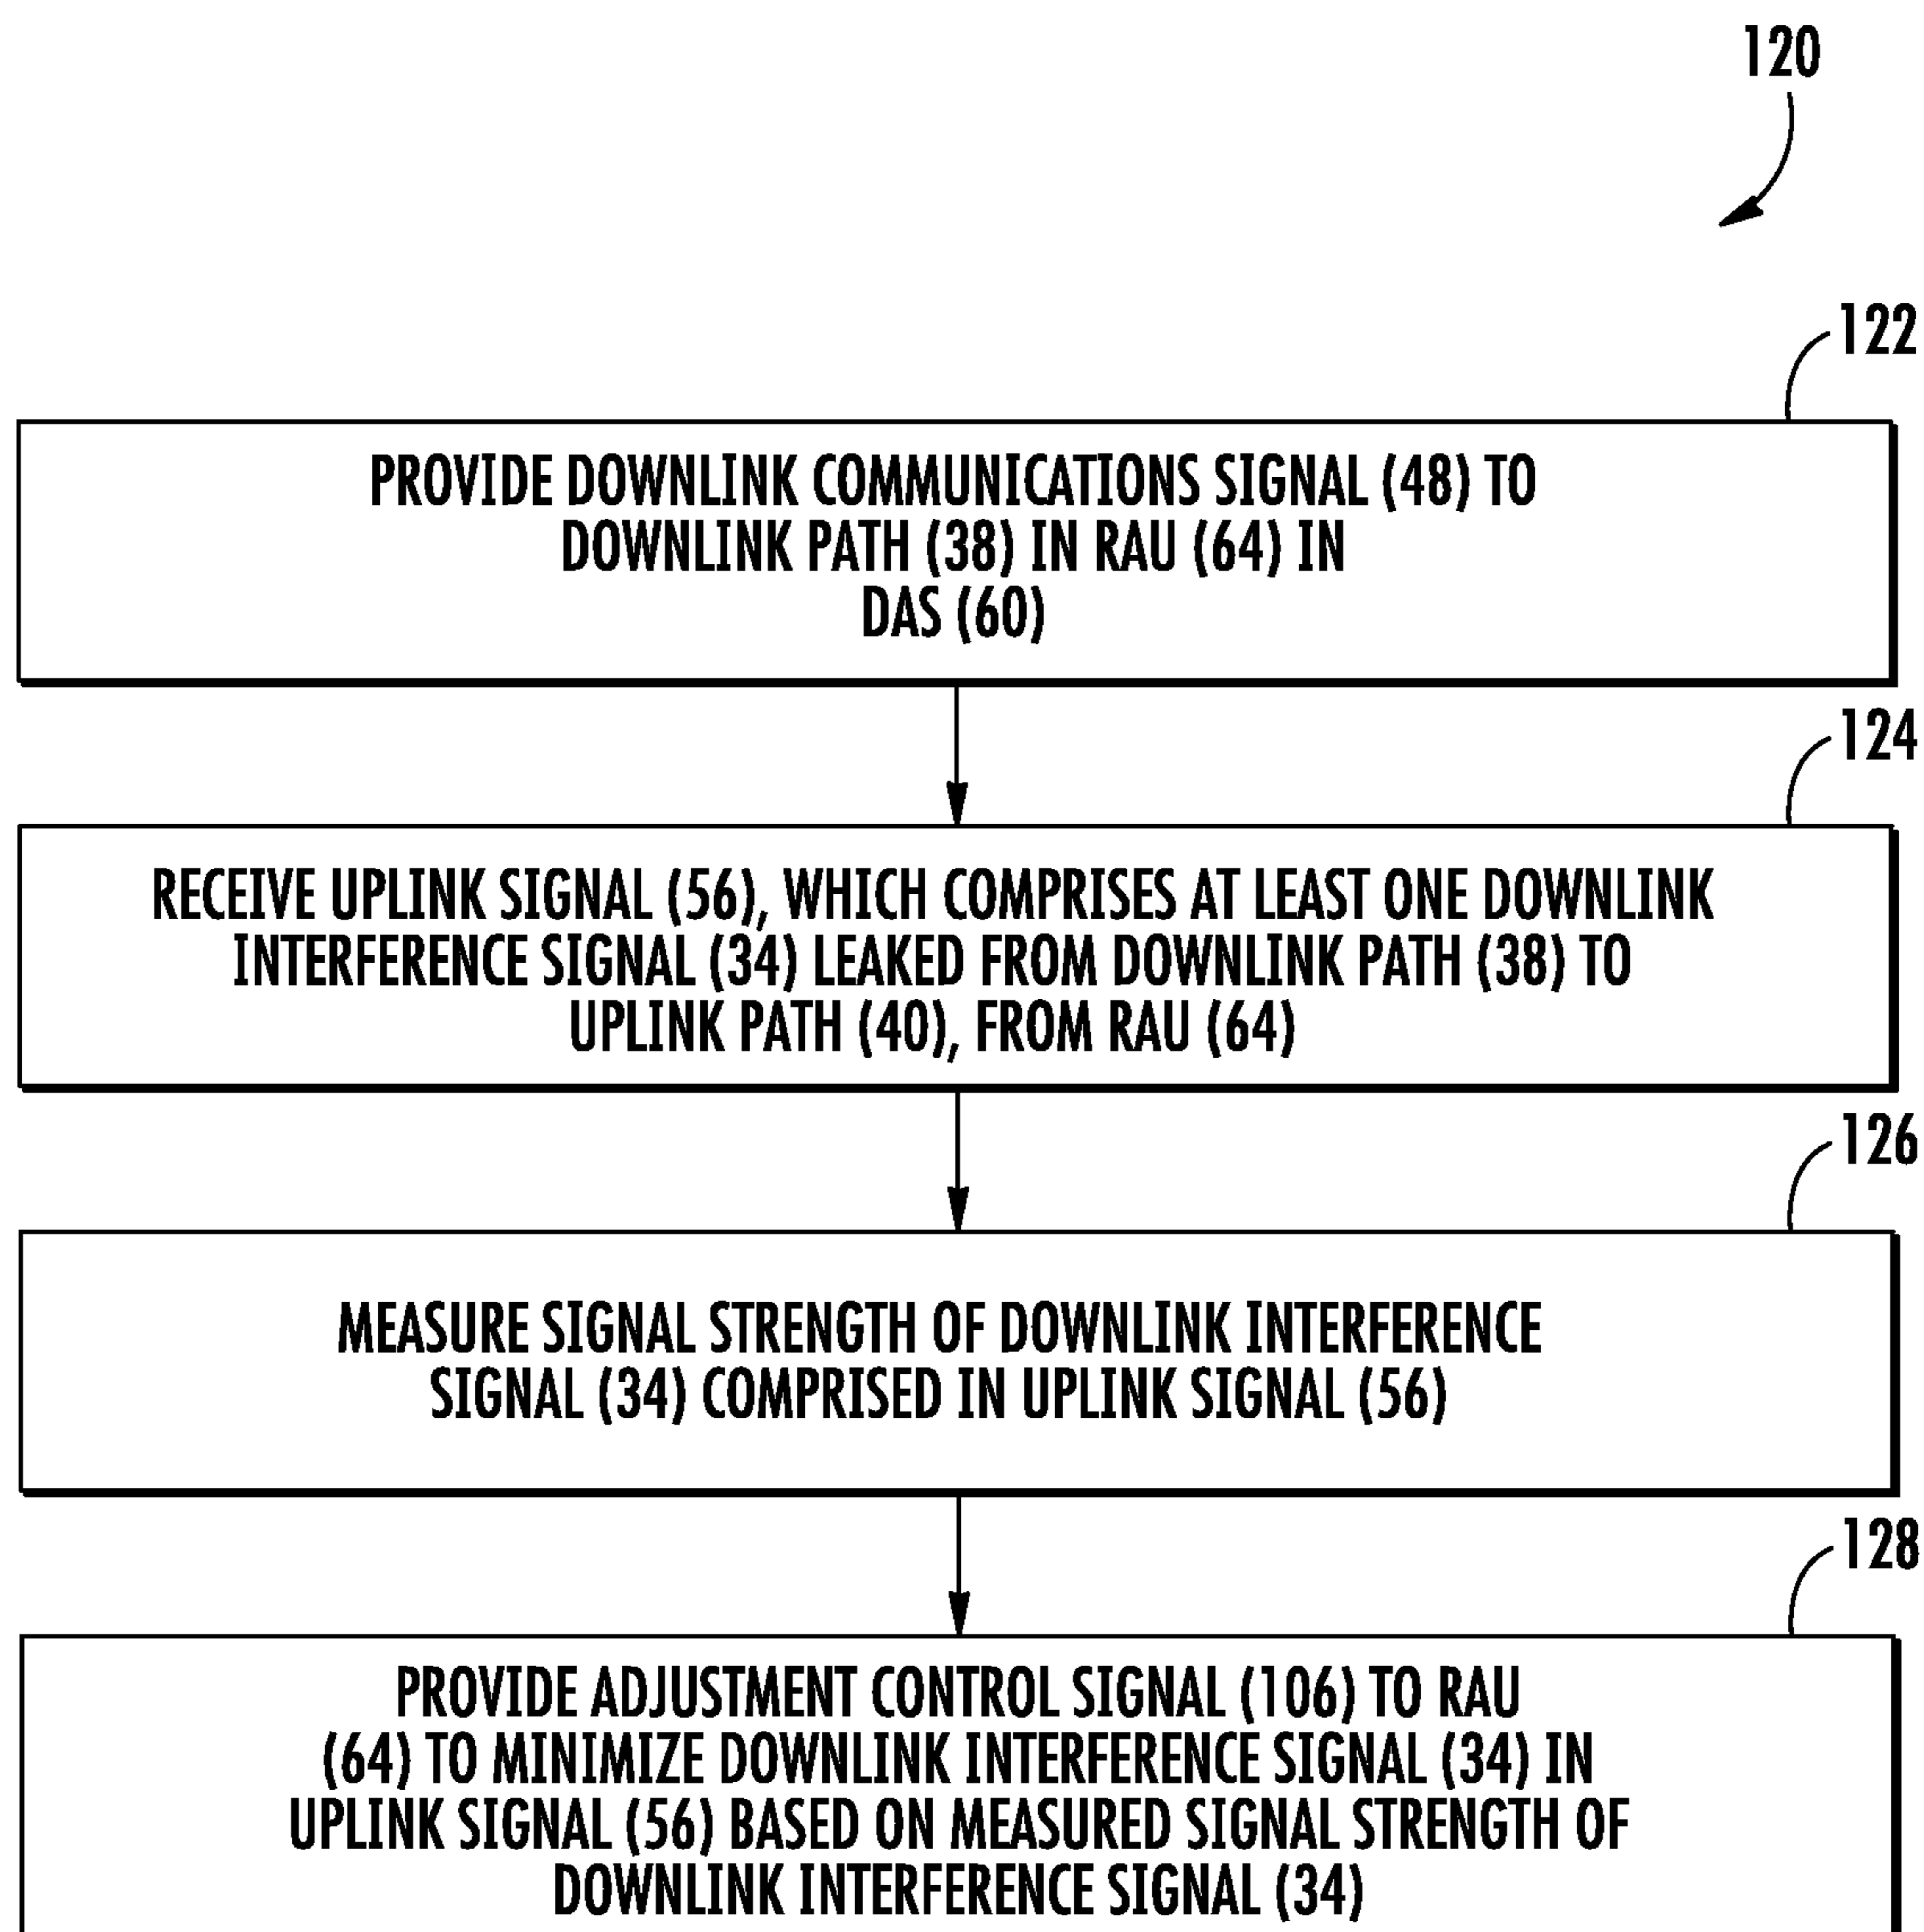 120
122
PROVIDE DOWNLINK COMMUNICATIONS SIGNAL (48) TO
DOWNLINK PATH (38) IN RAU (64) IN
DAS (60)
124
RECEIVE UPLINK SIGNAL (56), WHICH COMPRISES AT LEAST ONE DOWNLINK
INTERFERENCE SIGNAL (34) LEAKED FROM DOWNLINK PATH (38) TO
UPLINK PATH (40), FROM RAU (64)
126
MEASURE SIGNAL STRENGTH OF DOWNLINK INTERFERENCE
SIGNAL (34) COMPRISED IN UPLINK SIGNAL (56)
128
PROVIDE ADJUSTMENT CONTROL SIGNAL (106) TO RAU
(64) TO MINIMIZE DOWNLINK INTERFERENCE SIGNAL (34) IN
UPLINK SIGNAL (56) BASED ON MEASURED SIGNAL STRENGTH OF
DOWNLINK INTERFERENCE SIGNAL (34)